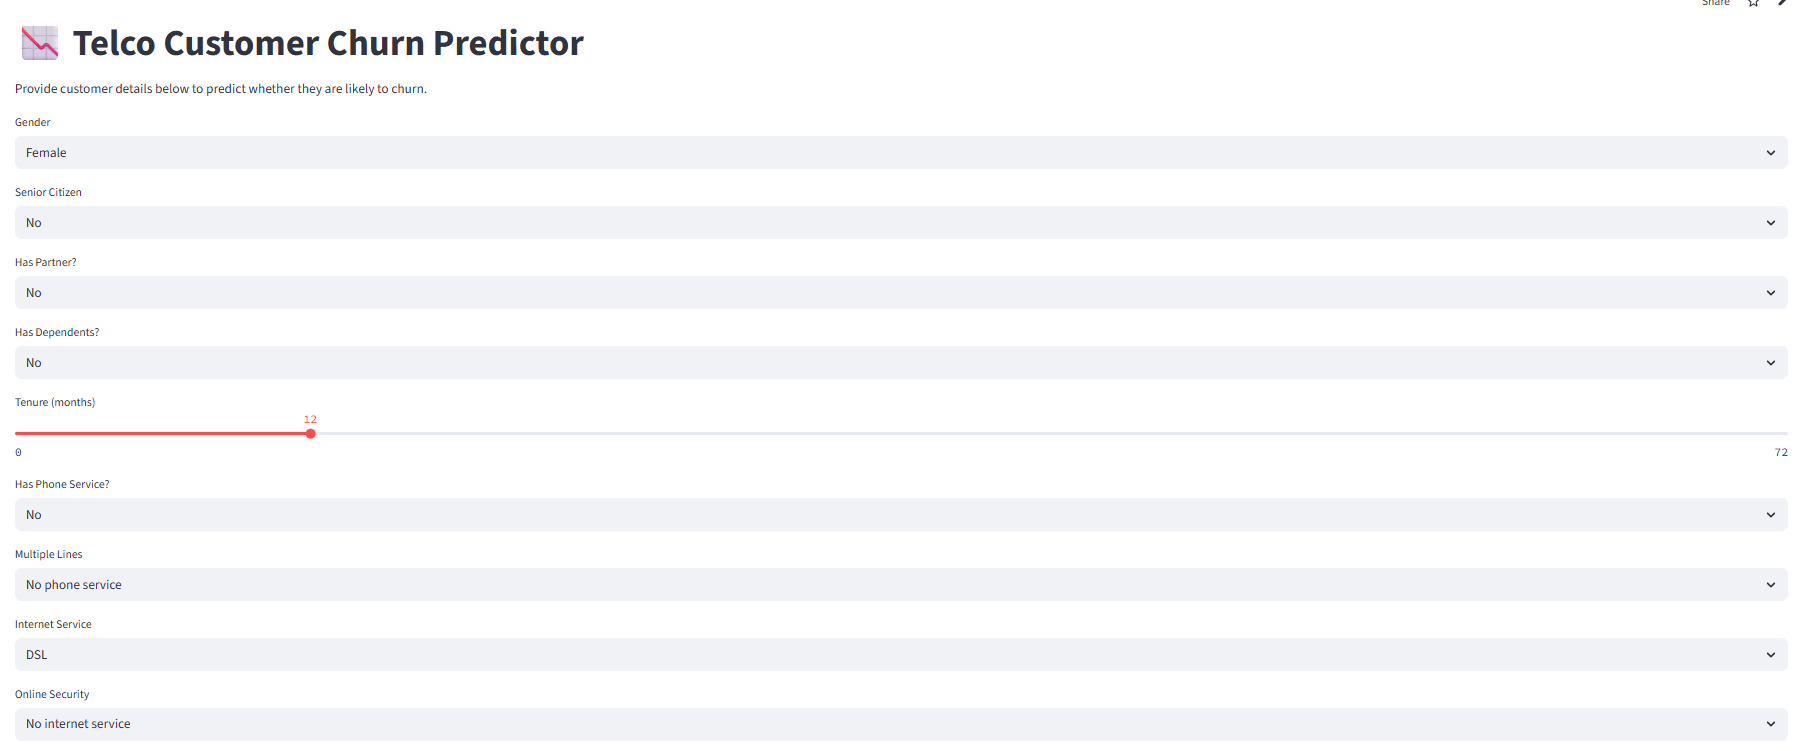 Share
Telco Customer Churn Predictor
Provide customer details below to predict whether they are likely to churn.
Gender
Female
Senior Citizen
No
Has Partner?
No
Has Dependents?
No
Tenure (months)
12
0 72
Has Phone Service?
No
Multiple Lines
No phone service
Internet Service
DSL
Online Security
No internet service